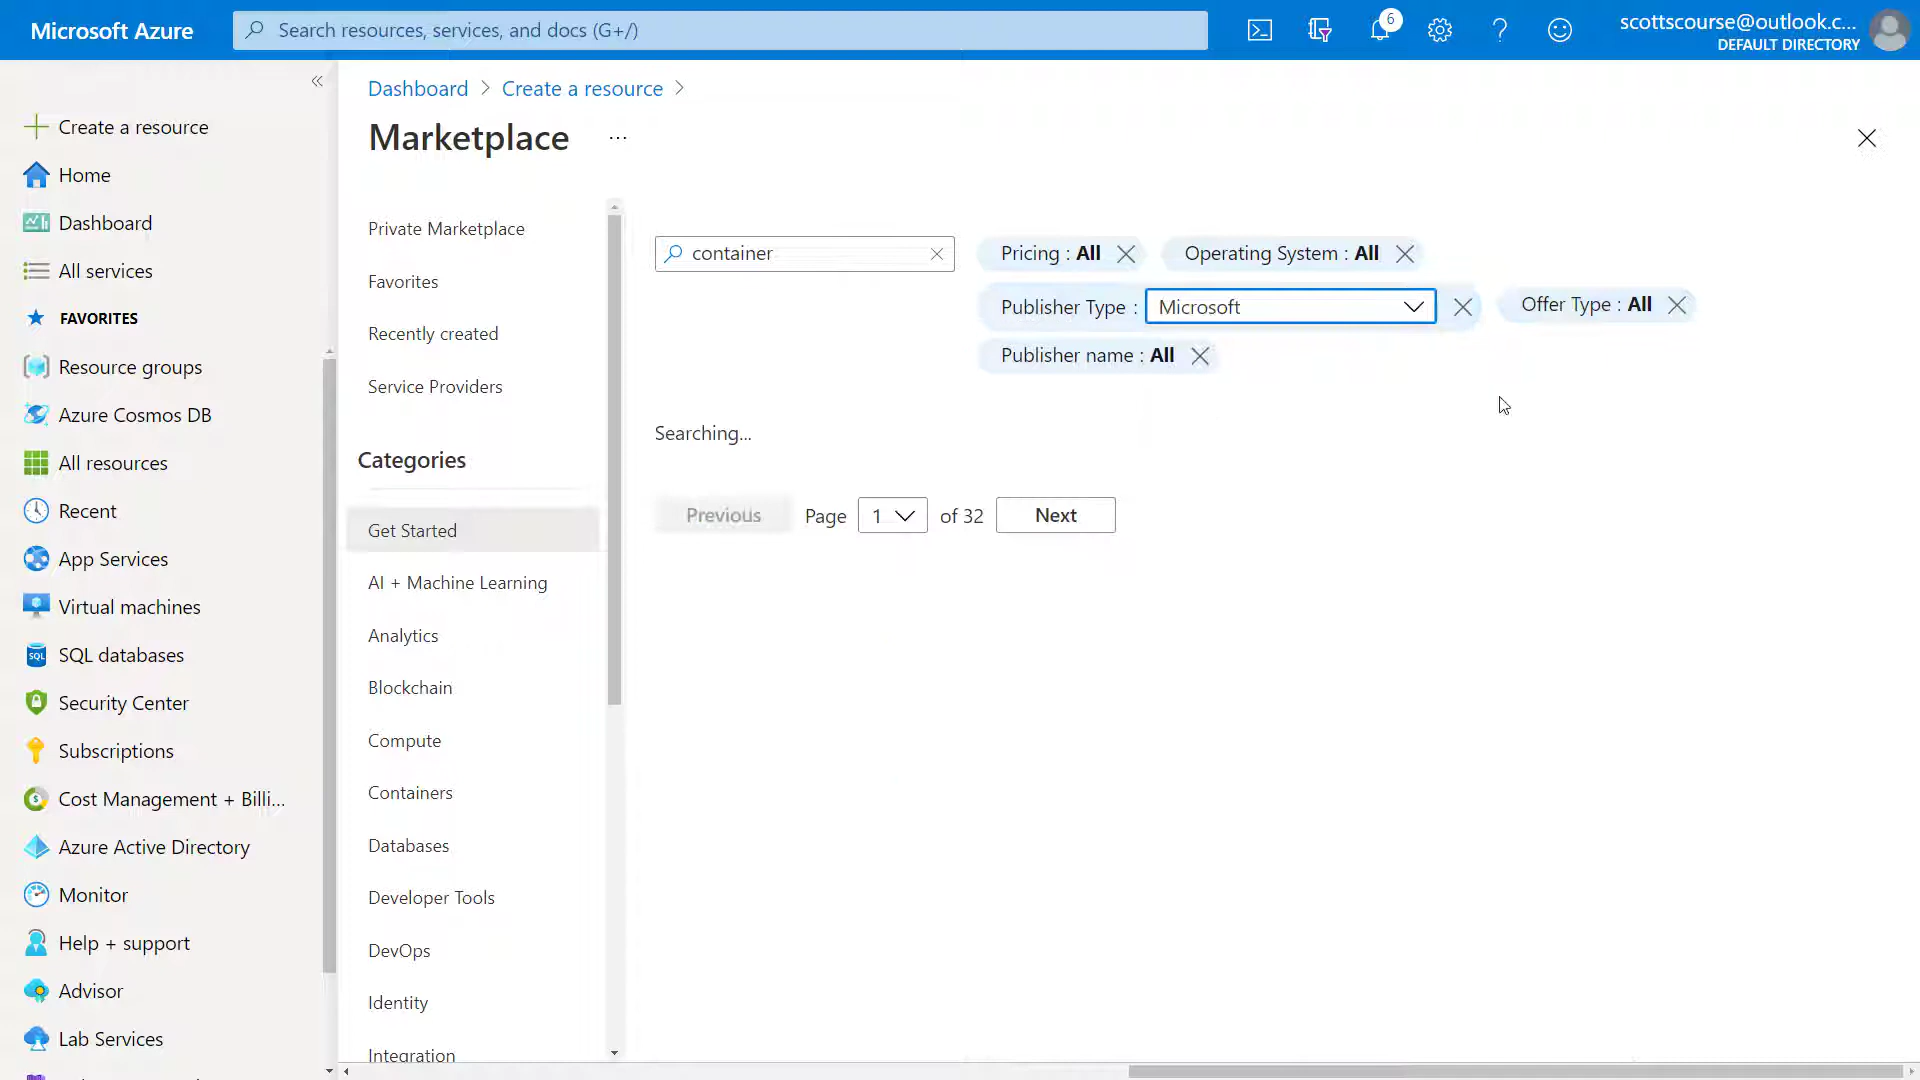 Microsoft Azure
Search resources, services, and docs (G+/)
6
scottscourse@outlook.c...
DEFAULT DIRECTORY
Create a resource
Home
Dashboard
All services
FAVORITES
Resource groups
Azure Cosmos DB
All resources
Recent
App Services
Virtual machines
SQL databases
SQL
Security Center
Subscriptions
Cost Management + Billi...
Azure Active Directory
Monitor
Help + support
Advisor
Lab Services
Dashboard
Create a resource
Marketplace
...
Private Marketplace
Favorites
Recently created
Service Providers
Categories
Get Started
AI + Machine Learning
Analytics
Blockchain
Compute
Containers
Databases
Developer Tools
DevOps
Identity
Integration
container
Pricing : All
Operating System : All
Publisher Type : Microsoft
Offer Type : All
Publisher name : All
Searching...
Previous Page 1 of 32 Next